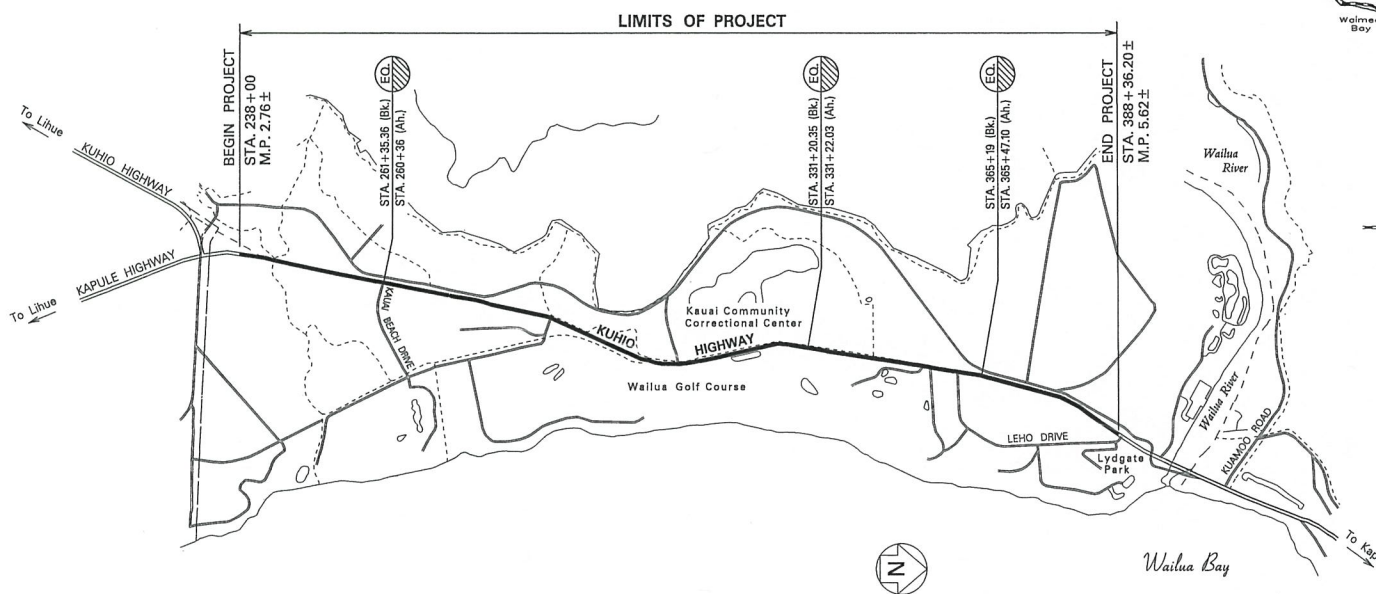 LIMITS OF PROJECT
Waimea
Bay
BEGIN PROJECT
STA. 238+00
M.P. 2.76±
EQ.
STA. 261+35.36 (Bk.)
STA. 260+36 (Ah.)
EQ.
STA. 331+20.35 (Bk.)
STA. 331+22.03 (Ah.)
EQ.
STA. 365+19 (Bk.)
STA. 365+47.10 (Ah.)
END PROJECT
STA. 388+36.20±
M.P. 5.62±
To Lihue
KUHIO HIGHWAY
To Lihue
KAPULE HIGHWAY
KAUAI BEACH DRIVE
KUHIO HIGHWAY
Kauai Community
Correctional Center
Wailua Golf Course
LEHO DRIVE
Lydgate
Park
Wailua
River
Wailua River
KUAMOO ROAD
To Kap
N
Wailua Bay